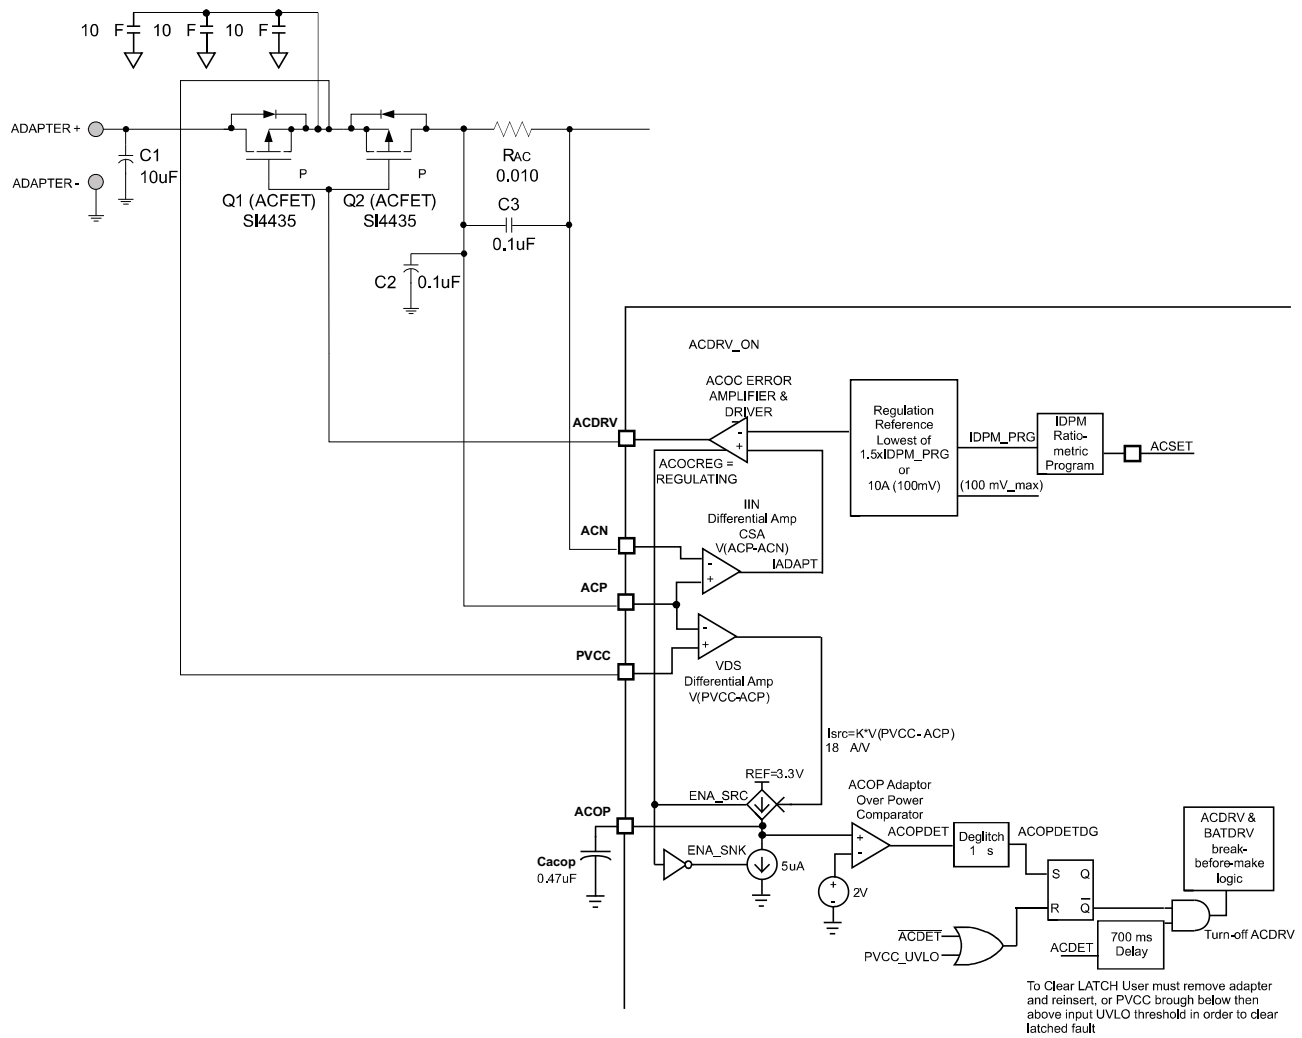 10 F 10 F 10 F
ADAPTER +
C1
10uF
ADAPTER -
P
P
Q1 (ACFET)
SI4435
Q2 (ACFET)
SI4435
RAC
0.010
C3
0.1uF
C2
0.1uF
ACDRV_ON
ACOC ERROR
AMPLIFIER &
DRIVER
ACDRV
-
+
ACOCREG =
REGULATING
Regulation
Reference
Lowest of
1.5xIDPM_PRG
or
10A (100mV)
IDPM_PRG
(100 mV_max)
IDPM
Ratio-
metric
Program
ACSET
IIN
Differential Amp
CSA
V(ACP-ACN)
ACN
-
+
IADAPT
ACP
-
+
PVCC
VDS
Differential Amp
V(PVCC-ACP)
Isrc=K*V(PVCC- ACP)
18 A/V
REF=3.3V
ENA_SRC
ACOP
ENA_SNK
5uA
Cacop
0.47uF
ACOP Adaptor
Over Power
Comparator
+
-
ACOPDET
+
-
2V
Deglitch
1 s
ACOPDETDG
S Q
R Q
ACDRV &
BATDRV
break-
before-make
logic
ACDET
PVCC_UVLO
ACDET
700 ms
Delay
Turn-off ACDRV
To Clear LATCH User must remove adapter
and reinsert, or PVCC brough below then
above input UVLO threshold in order to clear
latched fault